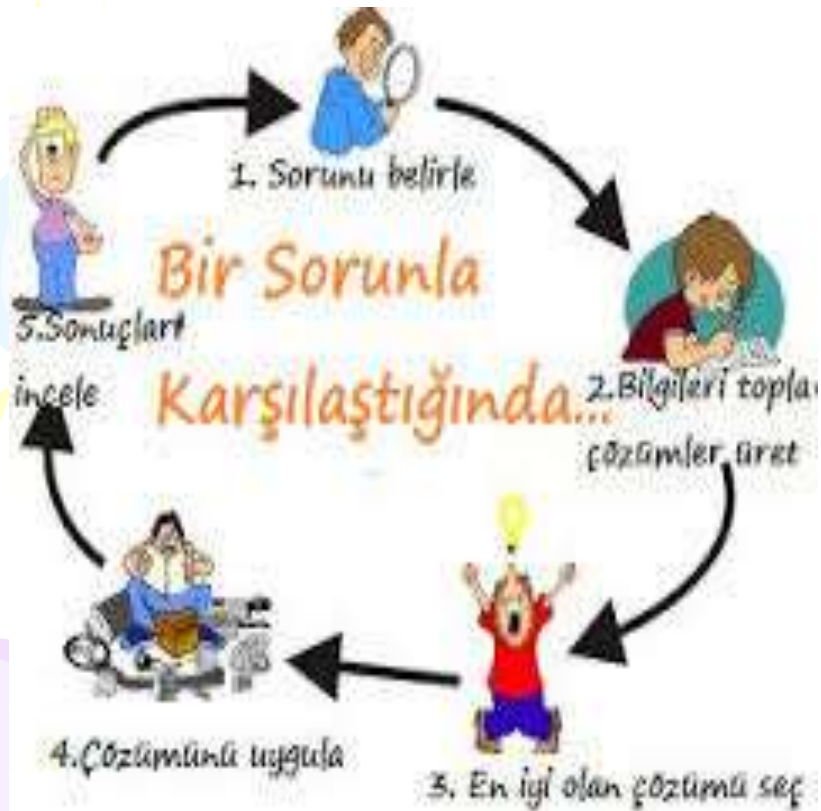 1. Sorunu belirle
Bir Sorunla
Karşılaştığında...
2.Bilgileri topla
çözümler üret
3. En iyi olan çözümü seç
4.Çözümünü uygula
5.Sonuçları
incele